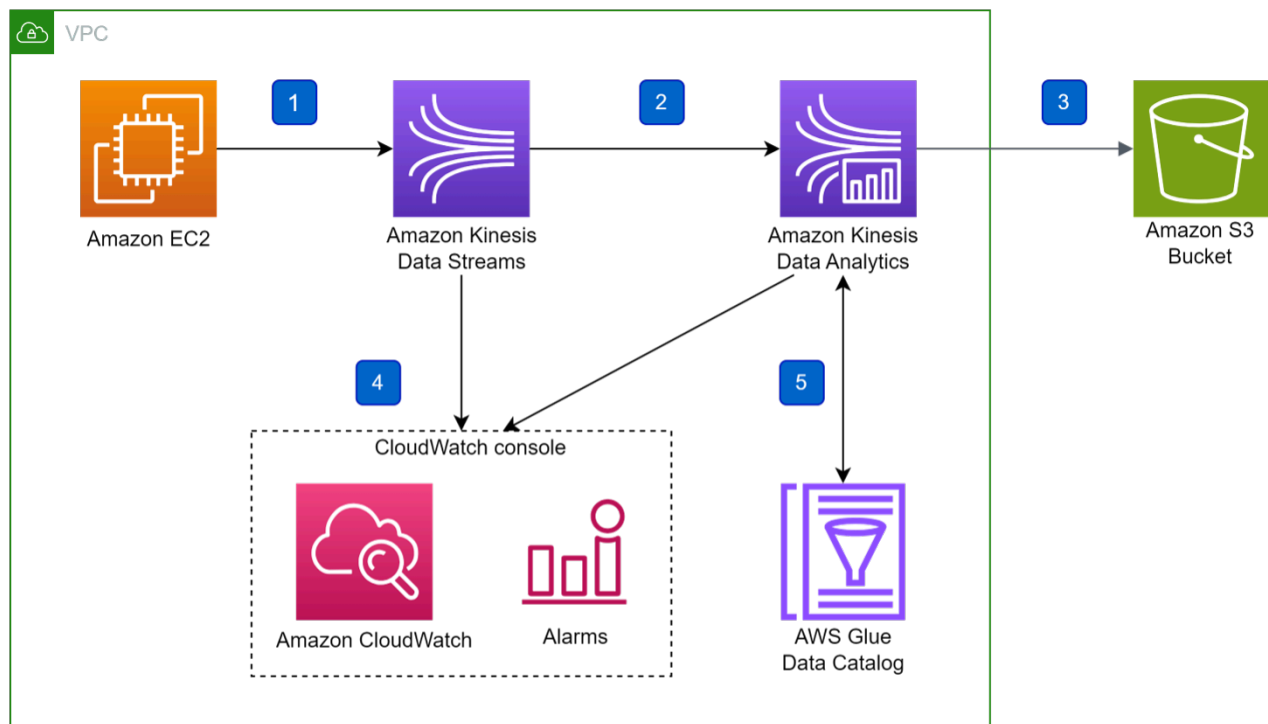 VPC
1
2
3
Amazon EC2
Amazon Kinesis
Data Streams
Amazon Kinesis
Data Analytics
Amazon S3
Bucket
4
5
CloudWatch console
Amazon CloudWatch
Alarms
AWS Glue
Data Catalog